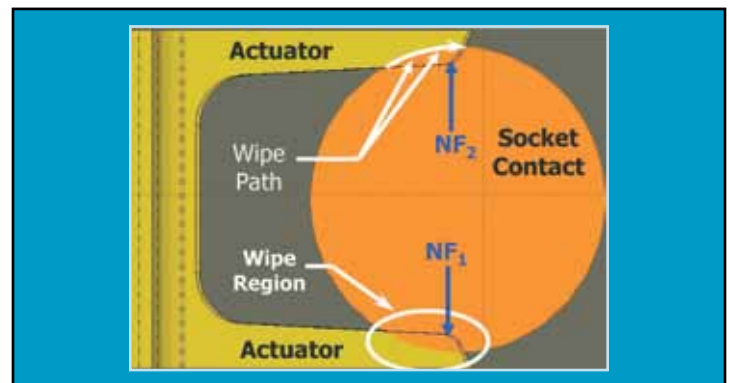 Actuator
Wipe
Path
NF₂
Socket
Contact
Wipe
Region
NF₁
Actuator